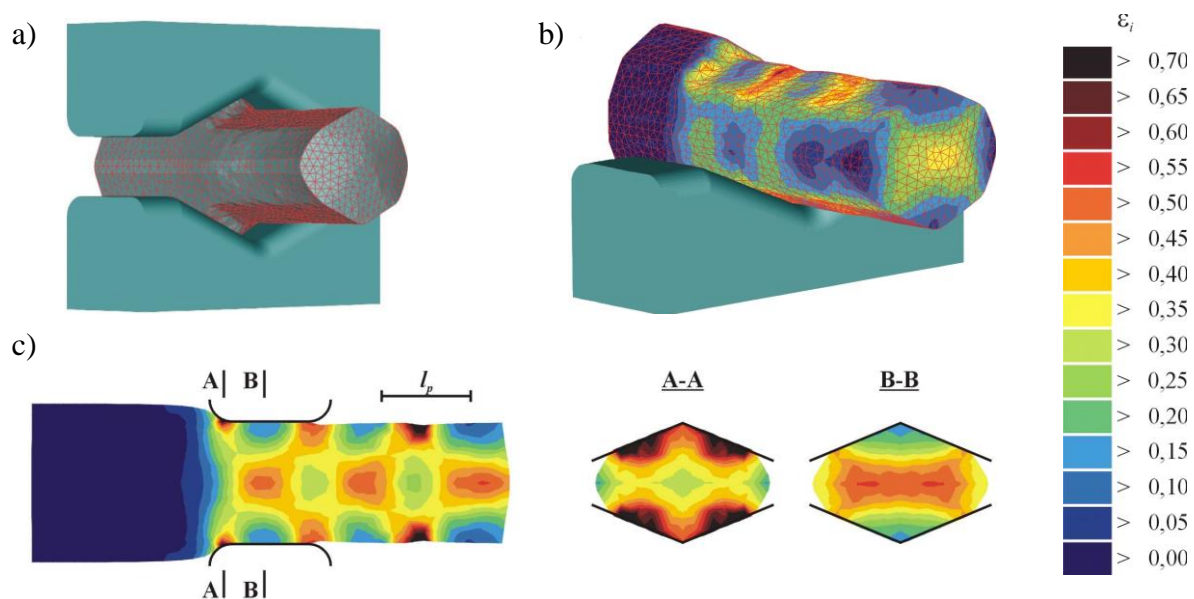 a)
b)
εi
> 0,70
> 0,65
> 0,60
> 0,55
> 0,50
> 0,45
> 0,40
> 0,35
> 0,30
> 0,25
> 0,20
> 0,15
> 0,10
> 0,05
> 0,00
c)
A B
lp
A-A
B-B
A B